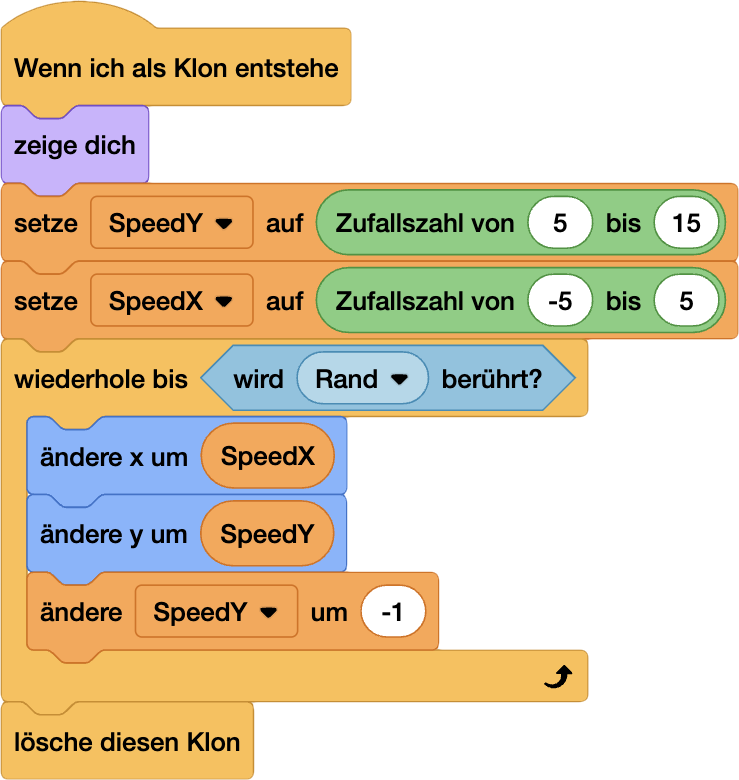 Wenn ich als Klon entstehe
zeige dich
setze SpeedY auf Zufallszahl von 5 bis 15
setze SpeedX auf Zufallszahl von -5 bis 5
wiederhole bis wird Rand berührt?
ändere x um SpeedX
ändere y um SpeedY
ändere SpeedY um -1
lösche diesen Klon